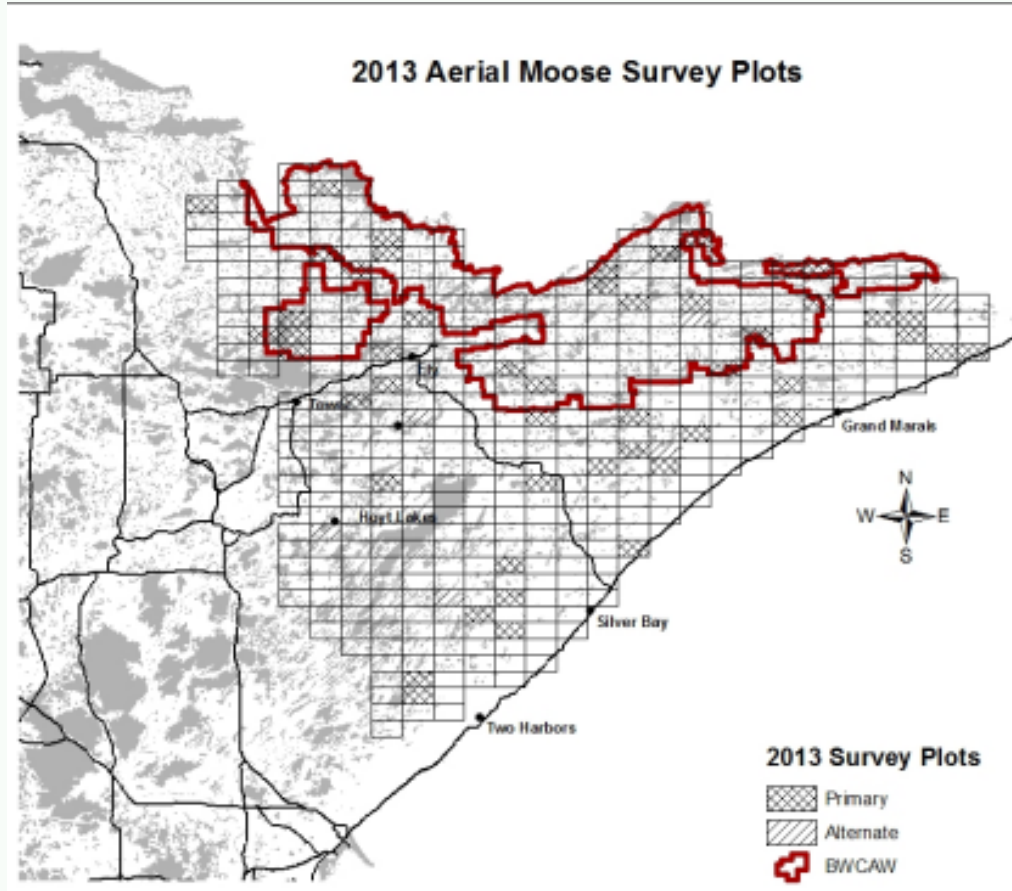 2013 Aerial Moose Survey Plots
Ely
Tower
Grand Marais
N
W E
S
Hoyt Lakes
Silver Bay
Two Harbors
2013 Survey Plots
Primary
Alternate
BWCAW